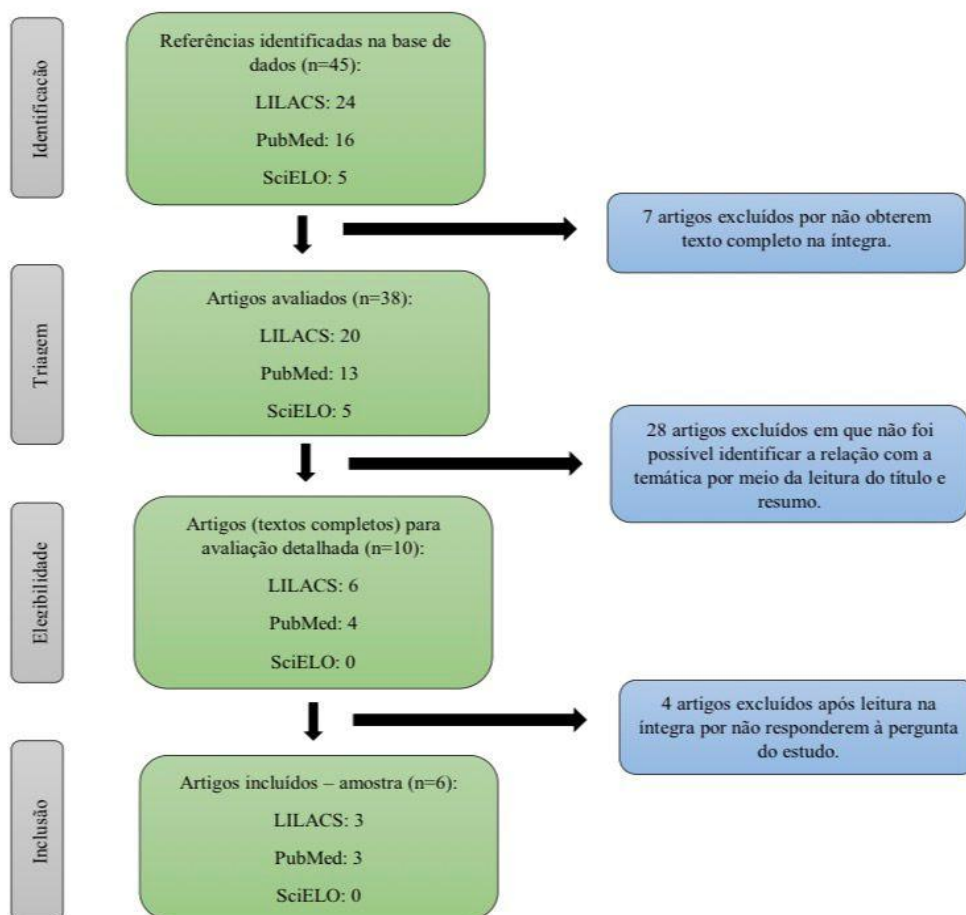 Identificação
Referências identificadas na base de
dados (n=45):
LILACS: 24
PubMed: 16
SciELO: 5
7 artigos excluídos por não obterem
texto completo na íntegra.
Triagem
Artigos avaliados (n=38):
LILACS: 20
PubMed: 13
SciELO: 5
28 artigos excluídos em que não foi
possível identificar a relação com a
temática por meio da leitura do título e
resumo.
Elegibilidade
Artigos (textos completos) para
avaliação detalhada (n=10):
LILACS: 6
PubMed: 4
SciELO: 0
4 artigos excluídos após leitura na
íntegra por não responderem à pergunta
do estudo.
Inclusão
Artigos incluídos – amostra (n=6):
LILACS: 3
PubMed: 3
SciELO: 0